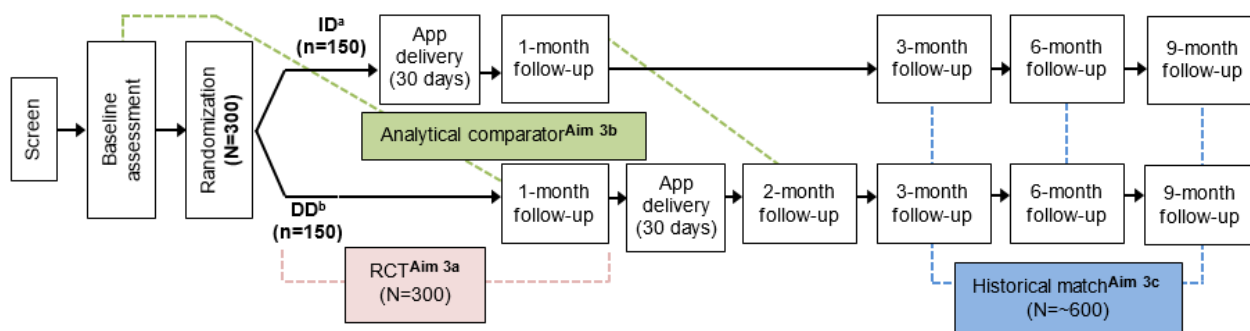 Screen
Baseline
assessment
Randomization
(N=300)
IDᵃ
(n=150)
App
delivery
(30 days)
1-month
follow-up
3-month
follow-up
6-month
follow-up
9-month
follow-up
Analytical comparatorAim 3b
DDᵇ
(n=150)
1-month
follow-up
App
delivery
(30 days)
2-month
follow-up
3-month
follow-up
6-month
follow-up
9-month
follow-up
RCTAim 3a
(N=300)
Historical matchAim 3c
(N=~600)